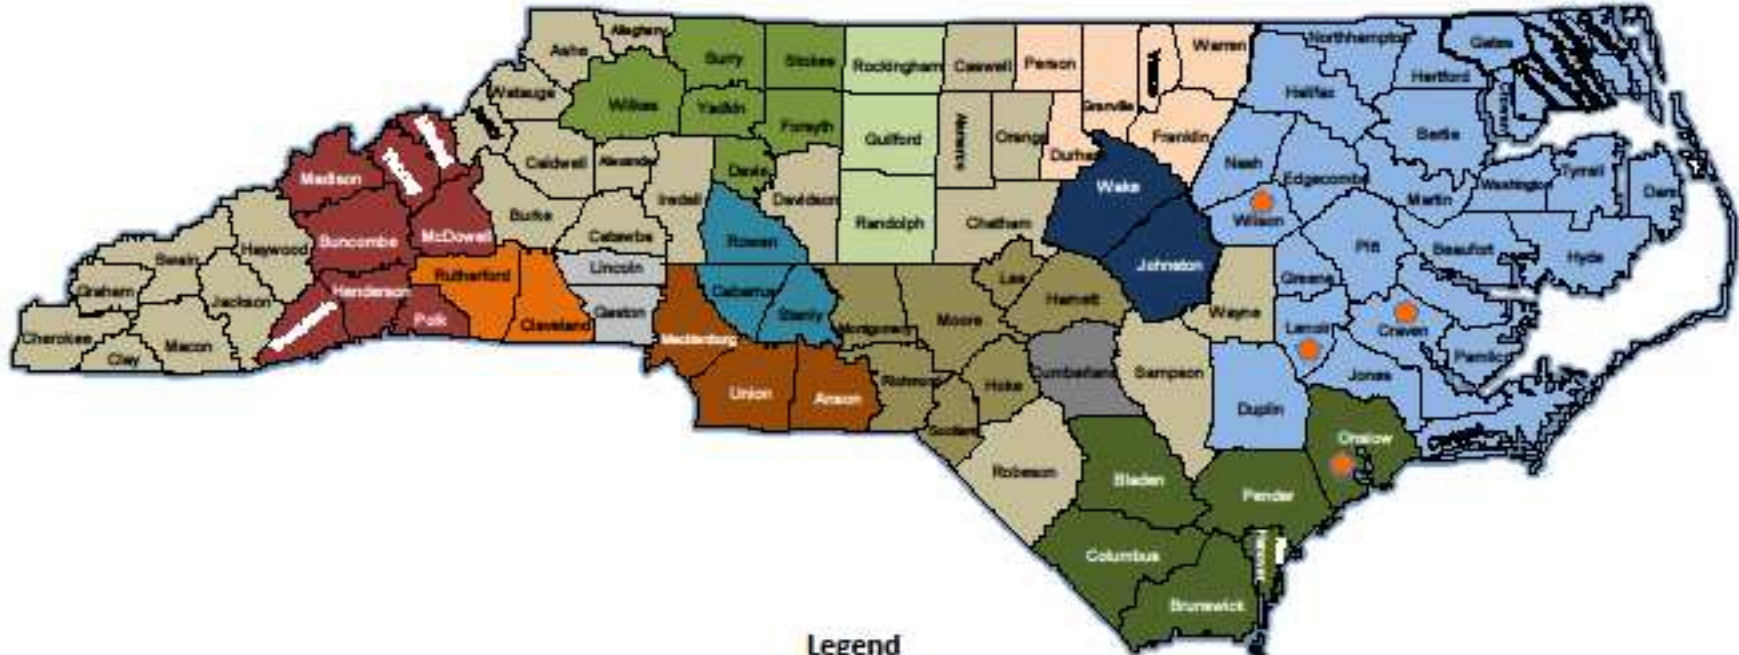 Alleghany
Ashe
Surry
Stokes
Rockingham
Caswell
Person
Vance
Warren
Northhampton
Gates
Hertford
Watauga
Wilkes
Yadkin
Forsyth
Guilford
Alamance
Orange
Durham
Granville
Franklin
Halifax
Bertie
Caldwell
Alexander
Davie
Iredell
Davidson
Randolph
Chatham
Wake
Nash
Edgecombe
Martin
Washington
Tyrrell
Dare
Madison
Buncombe
McDowell
Burke
Catawba
Rowan
Johnston
Wilson
Pitt
Beaufort
Hyde
Swain
Haywood
Graham
Jackson
Henderson
Rutherford
Lincoln
Cabarrus
Stanly
Lee
Harnett
Wayne
Greene
Cherokee
Clay
Macon
Polk
Cleveland
Gaston
Mecklenburg
Montgomery
Moore
Lenoir
Craven
Pamlico
Union
Anson
Richmond
Hoke
Cumberland
Sampson
Duplin
Jones
Scotland
Robeson
Bladen
Pender
Onslow
Columbus
Brunswick
Hanover
Legend